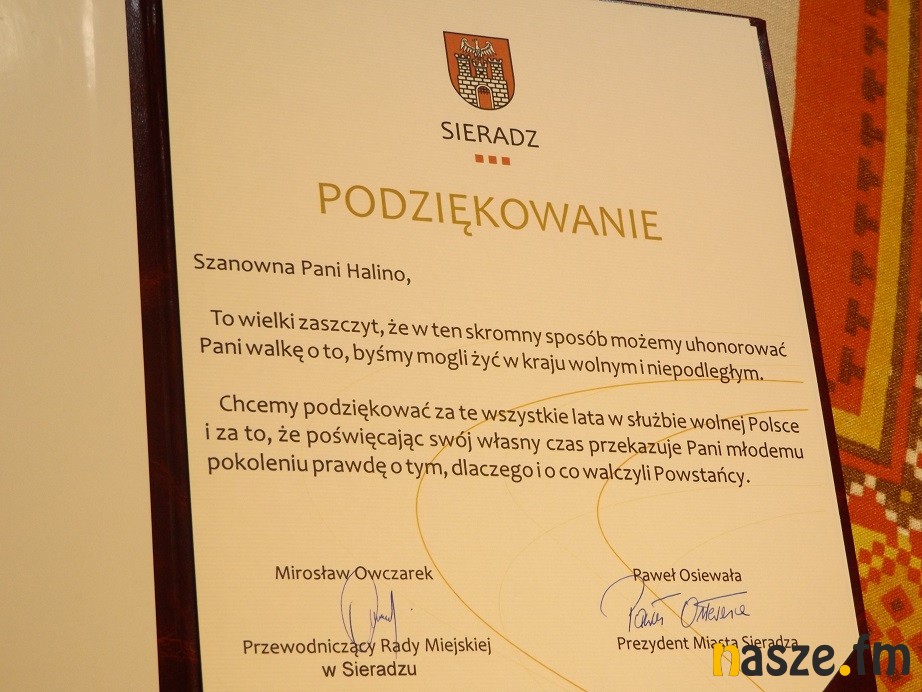 SIERADZ
PODZIĘKOWANIE
Szanowna Pani Halino,
To wielki zaszczyt, że w ten skromny sposób możemy uhonorować
Pani walkę o to, byśmy mogli żyć w kraju wolnym i niepodległym.
Chcemy podziękować za te wszystkie lata w służbie wolnej Polsce
i za to, że poświęcając swój własny czas przekazuje Pani młodemu
pokoleniu prawdę o tym, dlaczego i o co walczyli Powstańcy.
Mirosław Owczarek
Przewodniczący Rady Miejskiej
w Sieradzu
Paweł Osiewała
Paweł Osiewała
Prezydent Miasta Sieradza
nasze.fm